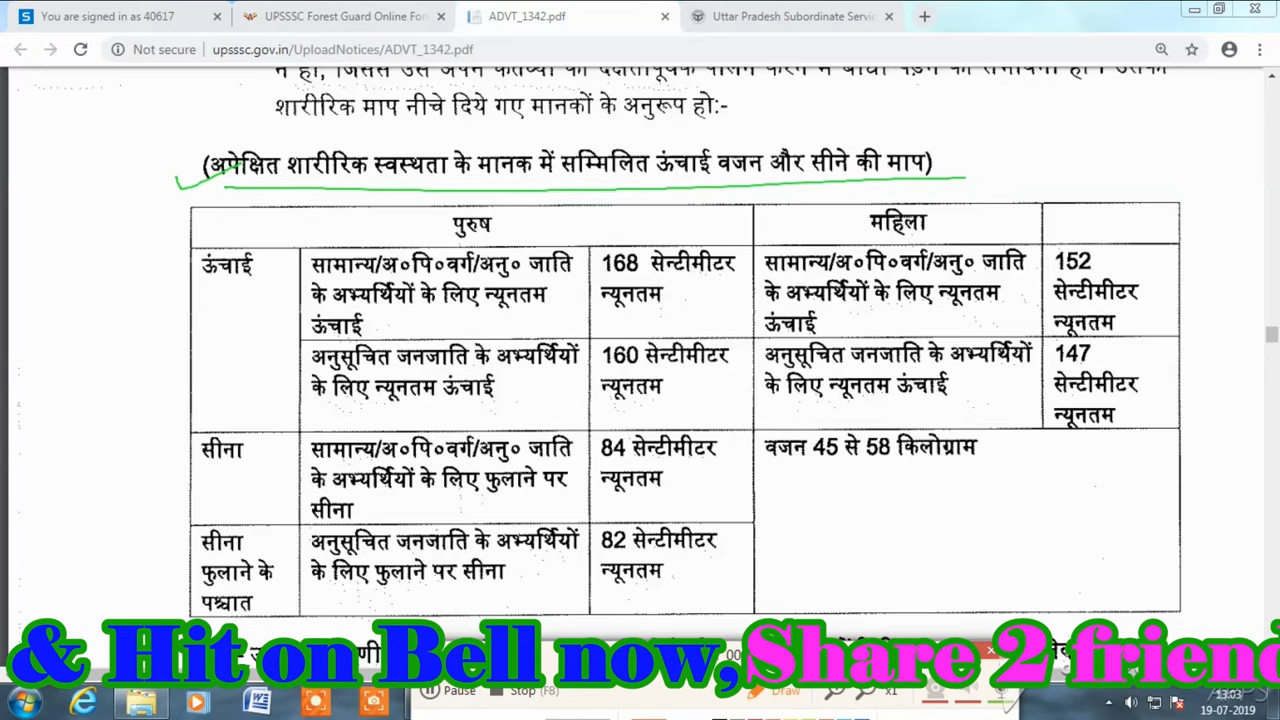 You are signed in as 40617
UPSSSC Forest Guard Online Form
ADVT_1342.pdf
Uttar Pradesh Subordinate Servic
Not secure
upsssc.gov.in/UploadNotices/ADVT_1342.pdf
शारीरिक माप नीचे दिये गए मानकों के अनुरूप हो:-
(अपेक्षित शारीरिक स्वस्थता के मानक में सम्मिलित ऊंचाई वजन और सीने की माप)
पुरुष
महिला
ऊंचाई
सामान्य/अ०पि०वर्ग/अनु० जाति
के अभ्यर्थियों के लिए न्यूनतम
ऊंचाई
168 सेन्टीमीटर
न्यूनतम
सामान्य/अ०पि०वर्ग/अनु० जाति
के अभ्यर्थियों के लिए न्यूनतम
ऊंचाई
152
सेन्टीमीटर
न्यूनतम
अनुसूचित जनजाति के अभ्यर्थियों
के लिए न्यूनतम ऊंचाई
160 सेन्टीमीटर
न्यूनतम
अनुसूचित जनजाति के अभ्यर्थियों
के लिए न्यूनतम ऊंचाई
147
सेन्टीमीटर
न्यूनतम
सीना
सामान्य/अ०पि०वर्ग/अनु० जाति
के अभ्यर्थियों के लिए फुलाने पर
सीना
84 सेन्टीमीटर
न्यूनतम
वजन 45 से 58 किलोग्राम
सीना
फुलाने के
पश्चात
अनुसूचित जनजाति के अभ्यर्थियों
के लिए फुलाने पर सीना
82 सेन्टीमीटर
न्यूनतम
& Hit on Bell now, Share 2 friend
Pause
Stop (F8)
Draw
x1
13:03
19-07-2019